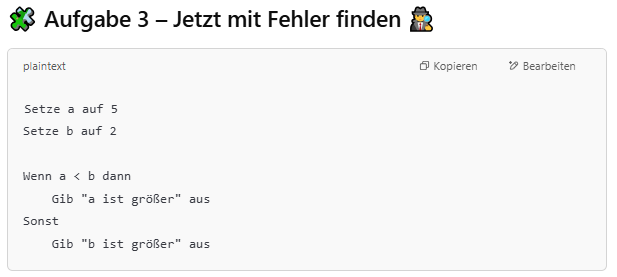 Aufgabe 3 – Jetzt mit Fehler finden
plaintext
Kopieren
Bearbeiten
Setze a auf 5
Setze b auf 2
Wenn a < b dann
    Gib "a ist größer" aus
Sonst
    Gib "b ist größer" aus